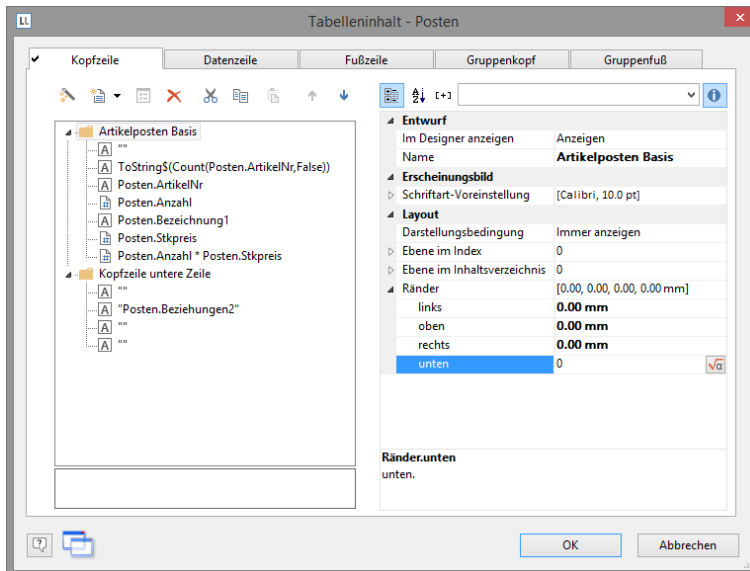 LL
Tabelleninhalt - Posten
Kopfzeile
Datenzeile
Fußzeile
Gruppenkopf
Gruppenfuß
Artikelposten Basis
""
ToString$(Count(Posten.ArtikelNr,False))
Posten.ArtikelNr
Posten.Anzahl
Posten.Bezeichnung1
Posten.Stkpreis
Posten.Anzahl * Posten.Stkpreis
Kopfzeile untere Zeile
""
"Posten.Beziehungen2"
""
""
Entwurf
Im Designer anzeigen Anzeigen
Name Artikelposten Basis
Erscheinungsbild
Schriftart-Voreinstellung [Calibri, 10.0 pt]
Layout
Darstellungsbedingung Immer anzeigen
Ebene im Index 0
Ebene im Inhaltsverzeichnis 0
Ränder [0.00, 0.00, 0.00, 0.00 mm]
links 0.00 mm
oben 0.00 mm
rechts 0.00 mm
unten 0
Ränder.unten
unten.
OK
Abbrechen